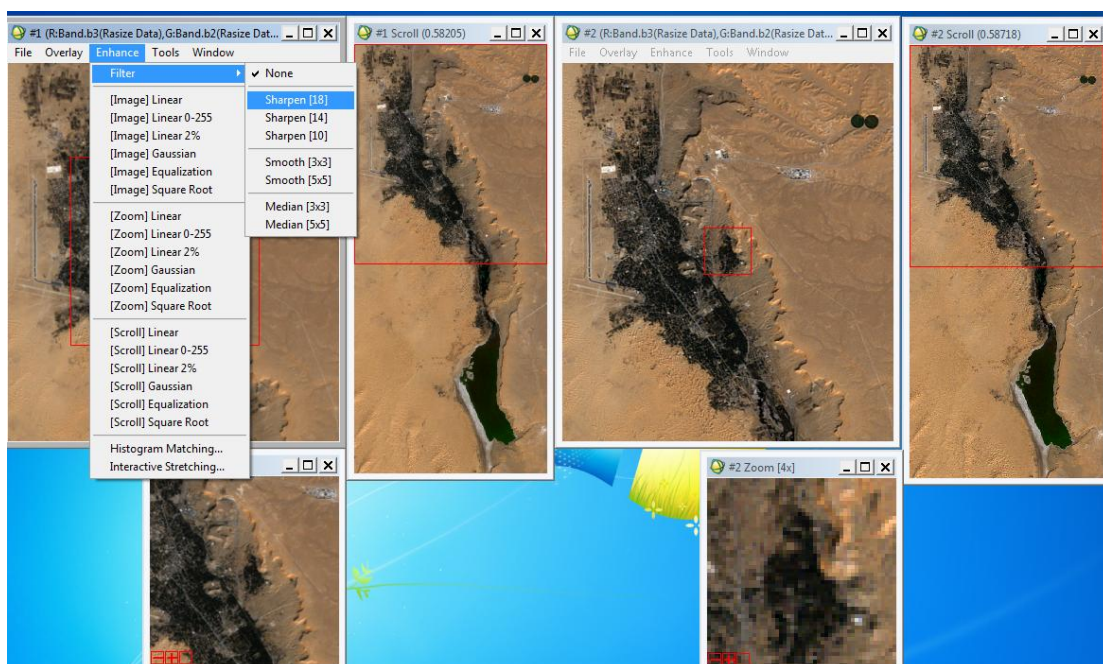 #1 (R:Band.b3(Rasize Data),G:Band.b2(Rasize Dat...
File Overlay Enhance Tools Window
Filter
[Image] Linear
[Image] Linear 0-255
[Image] Linear 2%
[Image] Gaussian
[Image] Equalization
[Image] Square Root
[Zoom] Linear
[Zoom] Linear 0-255
[Zoom] Linear 2%
[Zoom] Gaussian
[Zoom] Equalization
[Zoom] Square Root
[Scroll] Linear
[Scroll] Linear 0-255
[Scroll] Linear 2%
[Scroll] Gaussian
[Scroll] Equalization
[Scroll] Square Root
Histogram Matching...
Interactive Stretching...
None
Sharpen [18]
Sharpen [14]
Sharpen [10]
Smooth [3x3]
Smooth [5x5]
Median [3x3]
Median [5x5]
#1 Scroll (0.58205)
#2 (R:Band.b3(Rasize Data),G:Band.b2(Rasize Dat...
File Overlay Enhance Tools Window
#2 Scroll (0.58718)
#2 Zoom [4x]